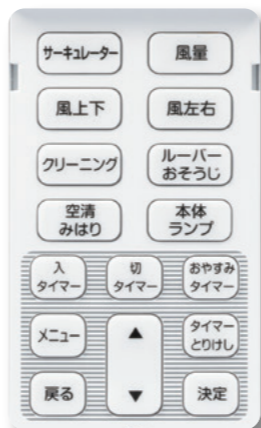 サーキュレーター 風量
風上下 風左右
クリーニング ルーバー
おそうじ
空清
みはり
本体
ランプ
入
タイマー
切
タイマー
おやすみ
タイマー
メニュー ▲ タイマー
とりけし
戻る ▼ 決定